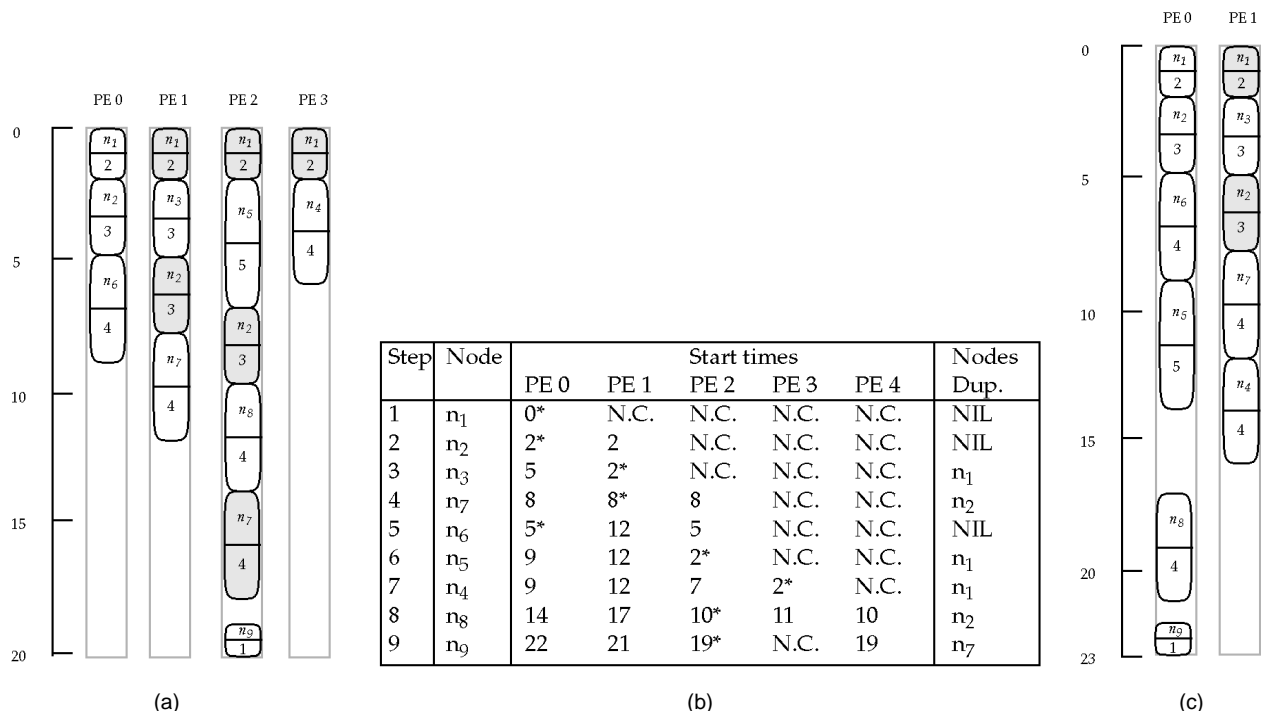 PE 0 PE 1 PE 2 PE 3
0
n1 n1 n1 n1
2 2 2 2
n2 n3 n5 n4
3 3 5 4
5
n6 n2 n2
4 3 3
n7 n8
10
4 4
n7
15
4
n9
20 1
(a)
Step Node Start times Nodes
PE 0 PE 1 PE 2 PE 3 PE 4 Dup.
1 n1 0* N.C. N.C. N.C. N.C. NIL
2 n2 2* 2 N.C. N.C. N.C. NIL
3 n3 5 2* N.C. N.C. N.C. n1
4 n7 8 8* 8 N.C. N.C. n2
5 n6 5* 12 5 N.C. N.C. NIL
6 n5 9 12 2* N.C. N.C. n1
7 n4 9 12 7 2* N.C. n1
8 n8 14 17 10* 11 10 n2
9 n9 22 21 19* N.C. 19 n7
(b)
PE 0 PE 1
0
n1 n1
2 2
n2 n3
3 3
5
n6 n2
4 3
n5 n7
10
5 4
n4
4
15
n8
4
20
n9
23 1
(c)